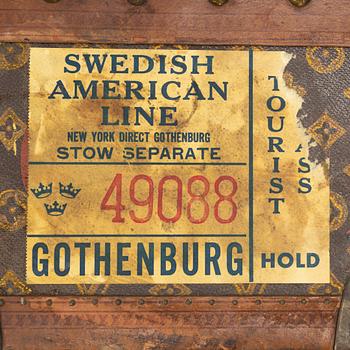 SWEDISH
AMERICAN
LINE
NEW YORK DIRECT GOTHENBURG
STOW SEPARATE
49088
GOTHENBURG
TOURIST
ASS
HOLD